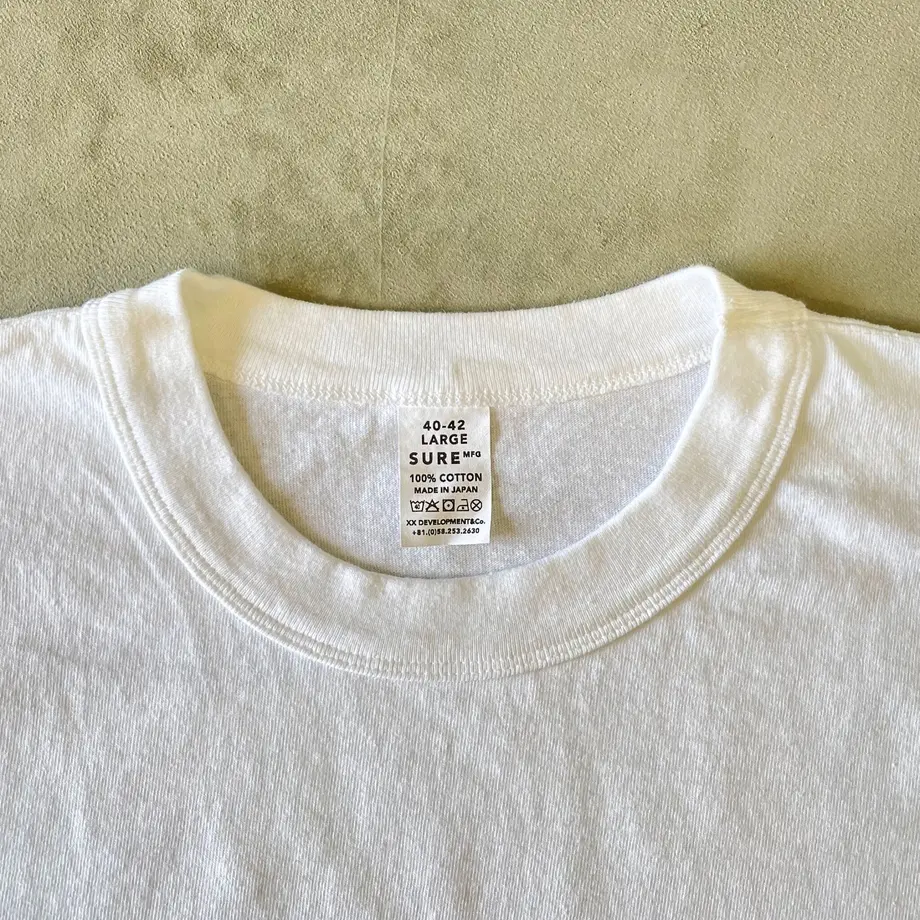 40-42
LARGE
SURE MFG
100% COTTON
MADE IN JAPAN
XX DEVELOPMENT&Co.
+81.(0)58.253.2630